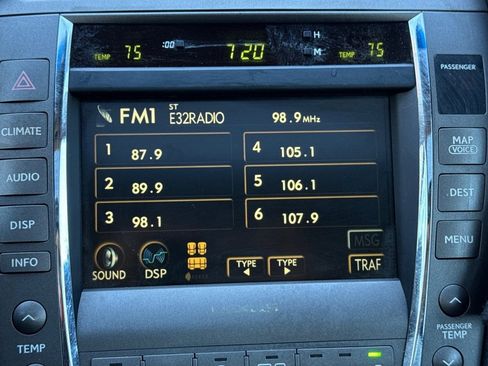 :00 H
TEMP 75 7:20 M TEMP 75
PASSENGER
FM1 ST E32RADIO 98.9MHz
CLIMATE
MAP
VOICE
1 87.9 4 105.1
AUDIO
2 89.9 5 106.1
DEST
3 98.1 6 107.9
DISP
MENU
MSG
INFO
SOUND DSP TYPE TYPE TRAF
TEMP
PASSENGER
TEMP